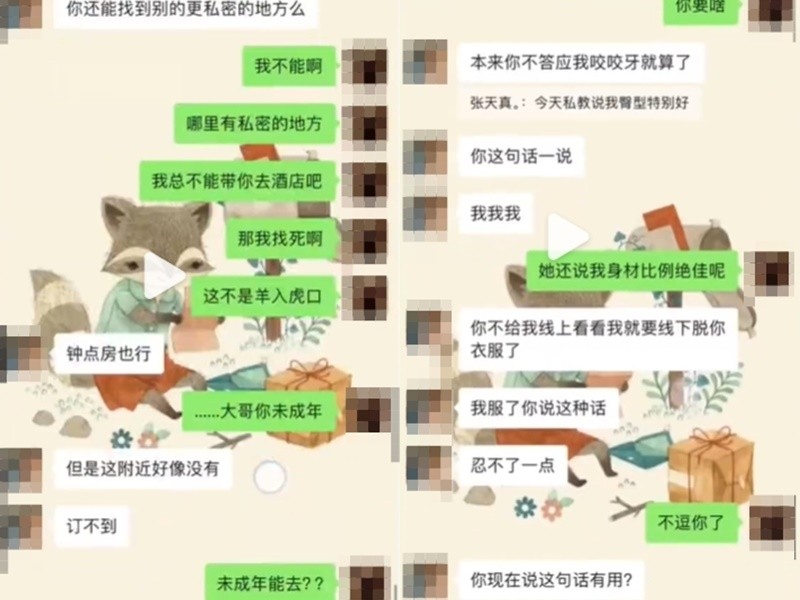 你还能找到别的更私密的地方么
我不能啊
哪里有私密的地方
我总不能带你去酒店吧
那我找死啊
这不是羊入虎口
钟点房也行
......大哥你未成年
但是这附近好像没有
订不到
未成年能去??
你要啥
本来你不答应我咬咬牙就算了
张天真。：今天私教说我臀型特别好
你这句话一说
我我我
她还说我身材比例绝佳呢
你不给我线上看看我就要线下脱你
衣服了
我服了你说这种话
忍不了一点
不逗你了
你现在说这句话有用?